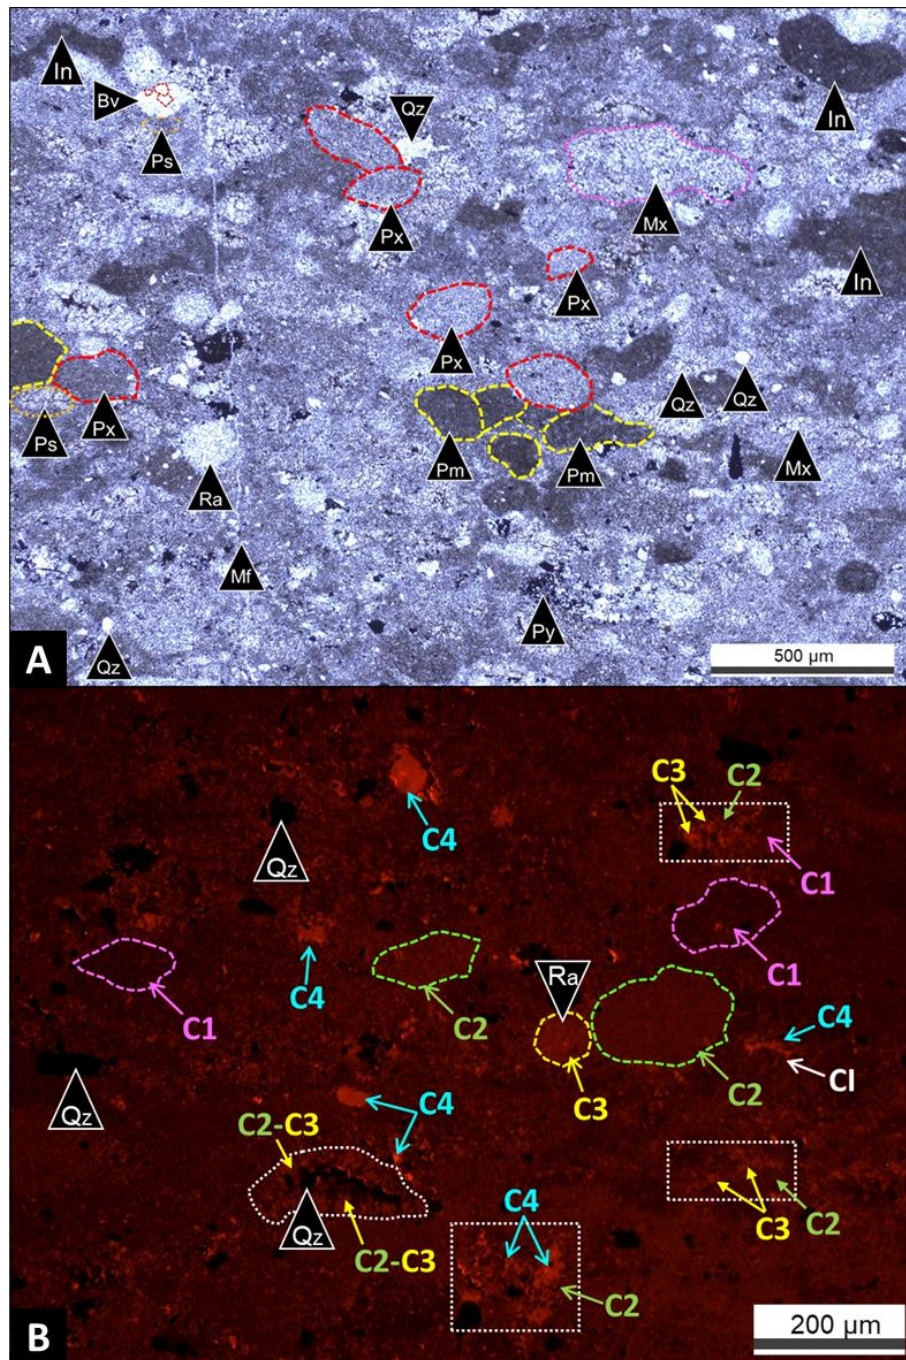 In
Bv
Ps
Qz
In
Px
Mx
In
Px
Px
Qz
Qz
Ps
Px
Pm
Pm
Mx
Ra
Mf
Py
Qz
A
500 µm
C3
C2
C4
Qz
C1
C1
C4
C1
C2
Ra
C4
C3
C2
CI
Qz
C4
C2-C3
C4
C2
C3
Qz
C2-C3
C2
B
200 µm